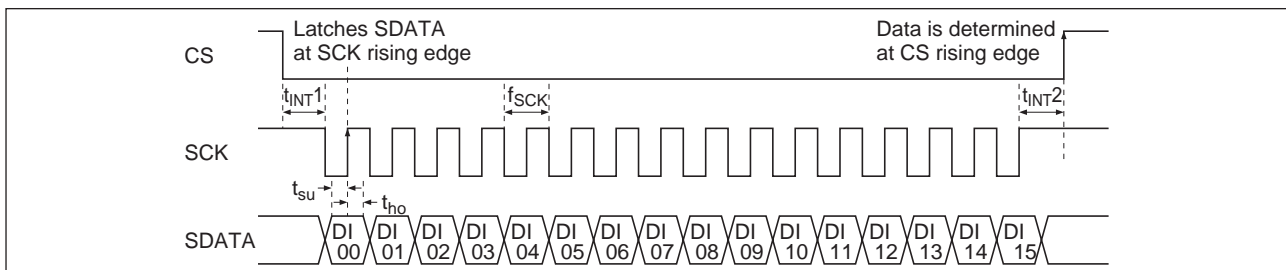 Latches SDATA
at SCK rising edge
Data is determined
at CS rising edge
CS
tINT1
fSCK
tINT2
SCK
tsu
tho
SDATA
DI 00
DI 01
DI 02
DI 03
DI 04
DI 05
DI 06
DI 07
DI 08
DI 09
DI 10
DI 11
DI 12
DI 13
DI 14
DI 15